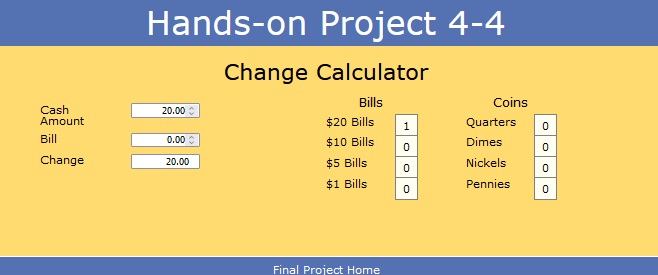 Hands-on Project 4-4
Change Calculator
Cash Amount 20.00
Bill 0.00
Change 20.00
Bills
$20 Bills 1
$10 Bills 0
$5 Bills 0
$1 Bills 0
Coins
Quarters 0
Dimes 0
Nickels 0
Pennies 0
Final Project Home